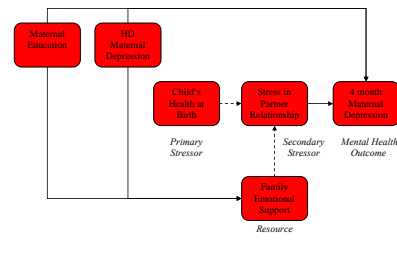 Maternal
Education
HD
Maternal
Depression
Child's
Health at
Birth
Stress in
Partner
Relationship
4 month
Maternal
Depression
Primary
Stressor
Secondary
Stressor
Mental Health
Outcome
Family
Emotional
Support
Resource